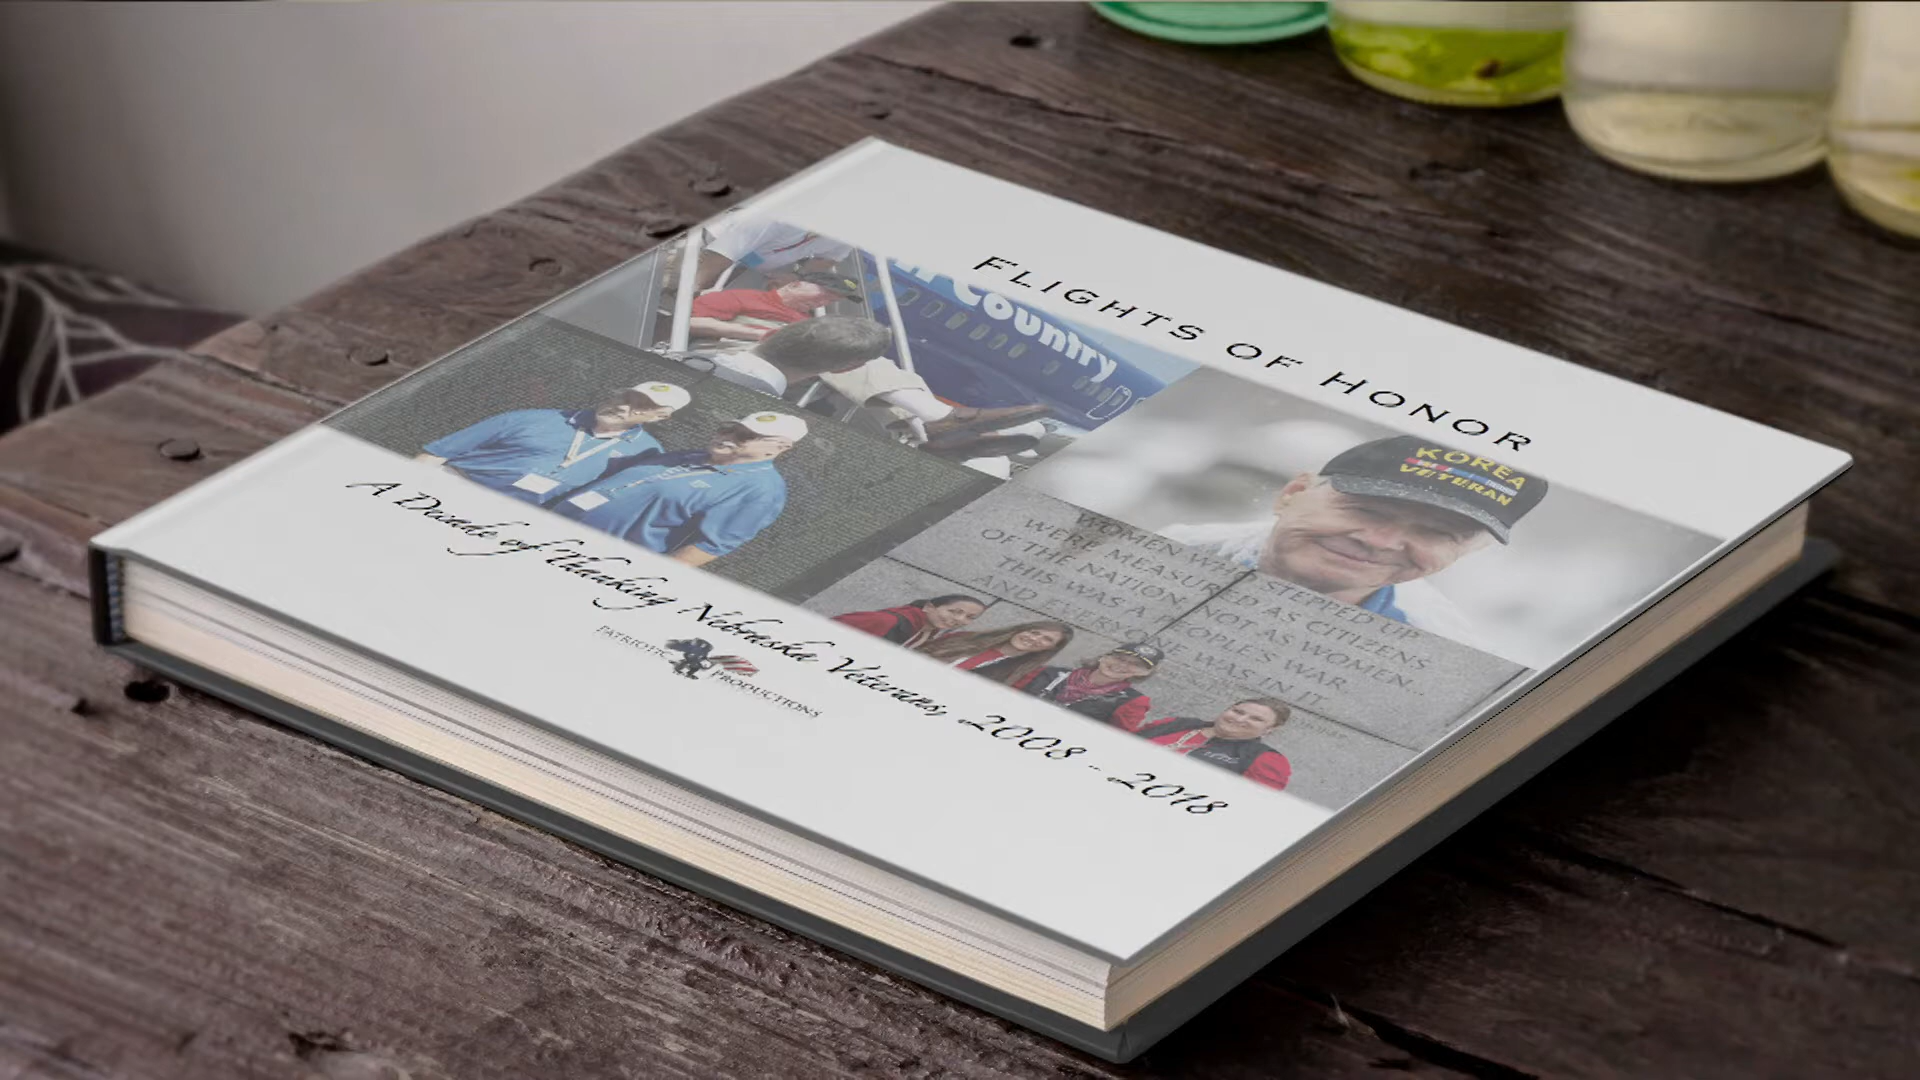 FLIGHTS OF HONOR
Country
KOREA
VETERAN
WOMEN WHO STEPPED UP
WERE MEASURED AS CITIZENS
OF THE NATION, NOT AS WOMEN...
THIS WAS A PEOPLE'S WAR
AND EVERYONE WAS IN IT.
A Decade of Thanking Nebraska Veterans, 2008 - 2018
PATRIOTIC
PRODUCTIONS